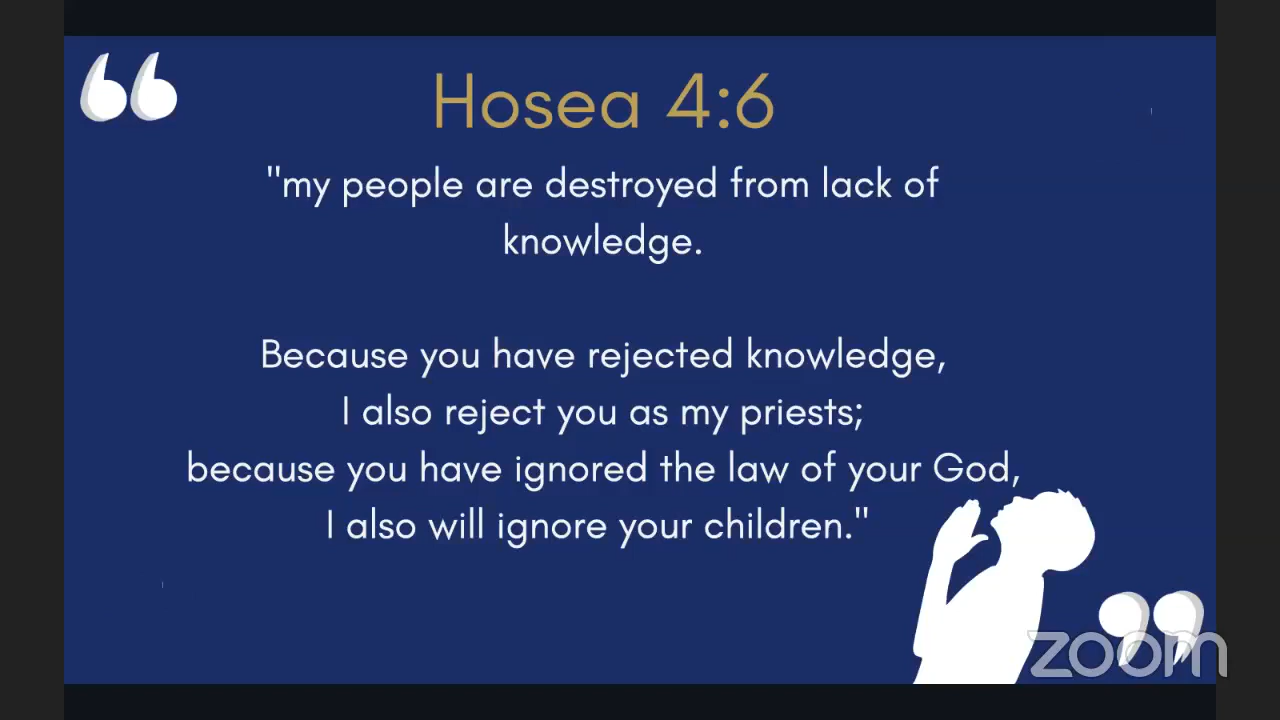 Hosea 4:6
"my people are destroyed from lack of
knowledge.
Because you have rejected knowledge,
I also reject you as my priests;
because you have ignored the law of your God,
I also will ignore your children."
zoom